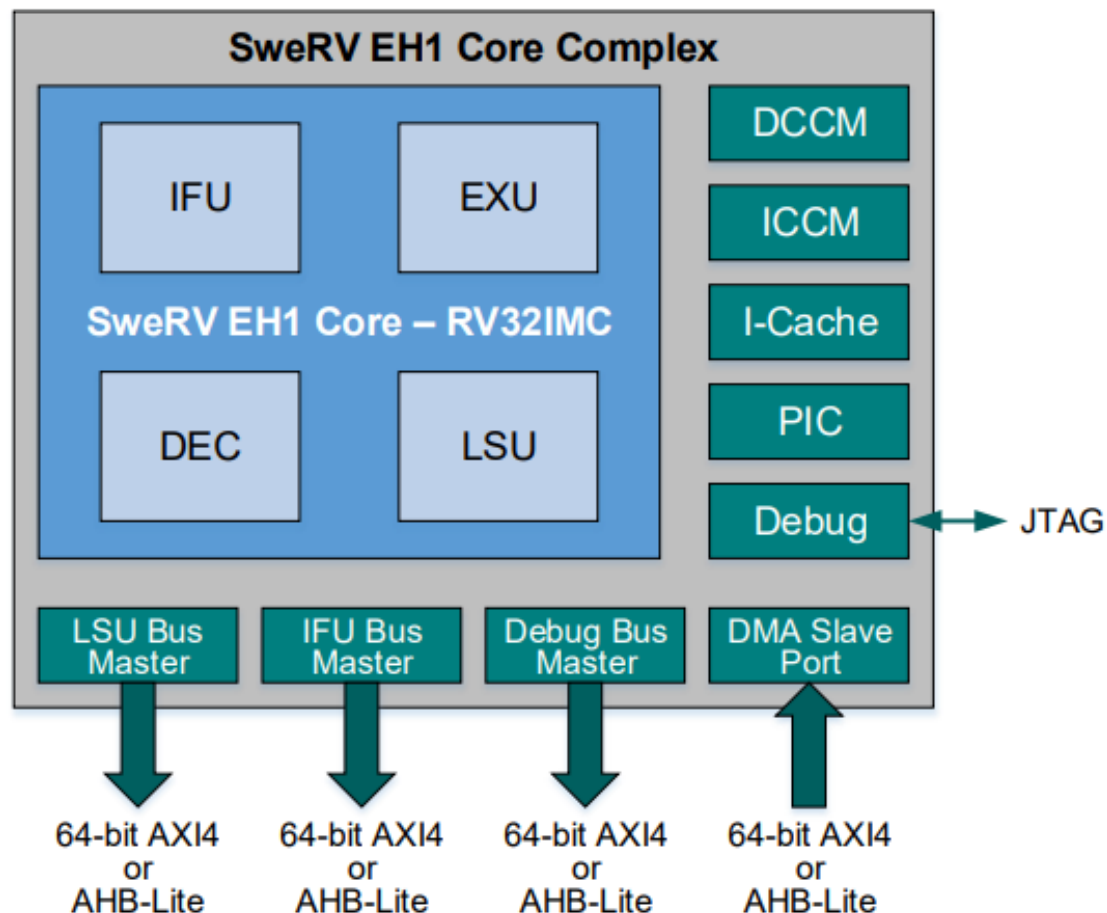 SweRV EH1 Core Complex
IFU
EXU
SweRV EH1 Core – RV32IMC
DEC
LSU
DCCM
ICCM
I-Cache
PIC
Debug
JTAG
LSU Bus
Master
IFU Bus
Master
Debug Bus
Master
DMA Slave
Port
64-bit AXI4
or
AHB-Lite
64-bit AXI4
or
AHB-Lite
64-bit AXI4
or
AHB-Lite
64-bit AXI4
or
AHB-Lite